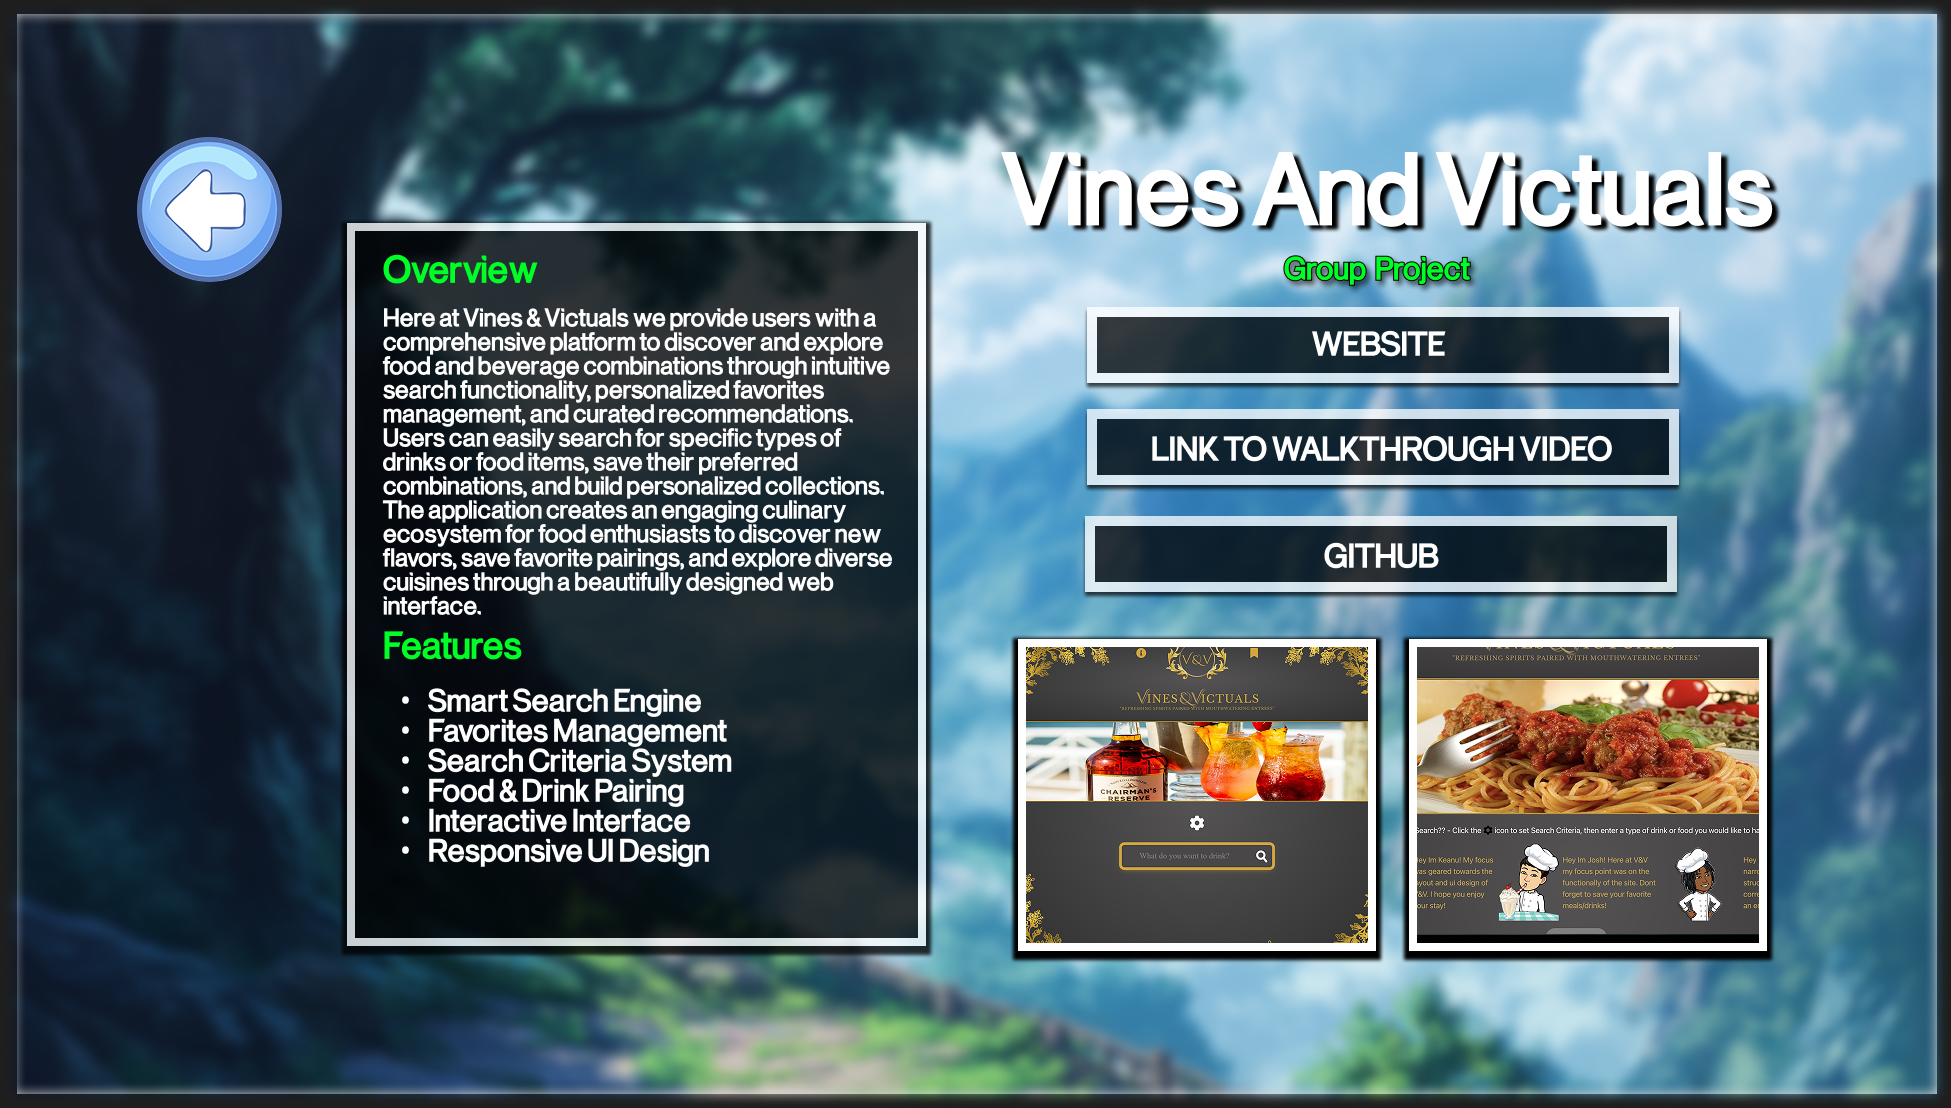 Vines And Victuals
Group Project
WEBSITE
LINK TO WALKTHROUGH VIDEO
GITHUB
Overview
Here at Vines & Victuals we provide users with a
comprehensive platform to discover and explore
food and beverage combinations through intuitive
search functionality, personalized favorites
management, and curated recommendations.
Users can easily search for specific types of
drinks or food items, save their preferred
combinations, and build personalized collections.
The application creates an engaging culinary
ecosystem for food enthusiasts to discover new
flavors, save favorite pairings, and explore diverse
cuisines through a beautifully designed web
interface.
Features
• Smart Search Engine
• Favorites Management
• Search Criteria System
• Food & Drink Pairing
• Interactive Interface
• Responsive UI Design
V&V
VINES&VICTUALS
"REFRESHING SPIRITS PAIRED WITH MOUTHWATERING ENTREES"
CHAIRMAN'S
RESERVE
What do you want to drink?
"REFRESHING SPIRITS PAIRED WITH MOUTHWATERING ENTREES"
Search?? - Click the icon to set Search Criteria, then enter a type of drink or food you would like to
Im Keanu! My focus
geared towards the
and ui design of
I hope you enjoy
stay!
Hey Im Josh! Here at V&V
my focus point was on the
functionality of the site. Dont
forget to save your favorite
meals/drinks!
Hey